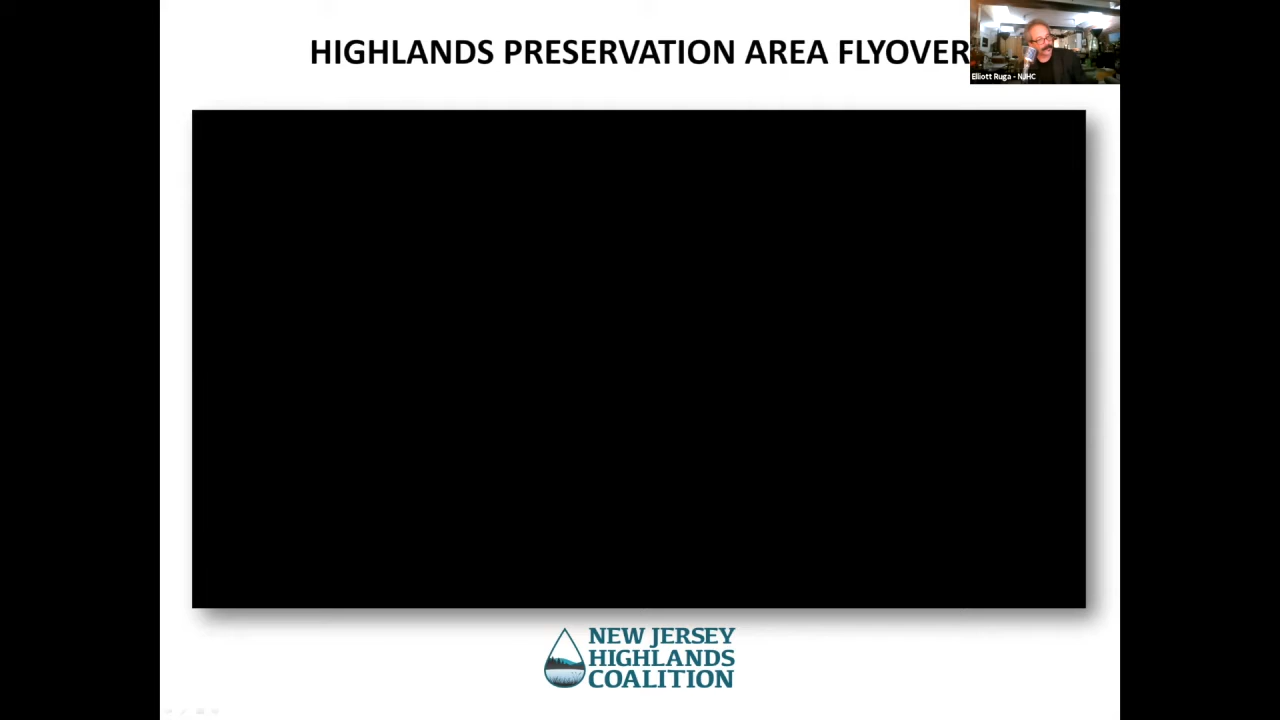 HIGHLANDS PRESERVATION AREA FLYOVER
Elliott Ruga - NJHC
NEW JERSEY
HIGHLANDS
COALITION